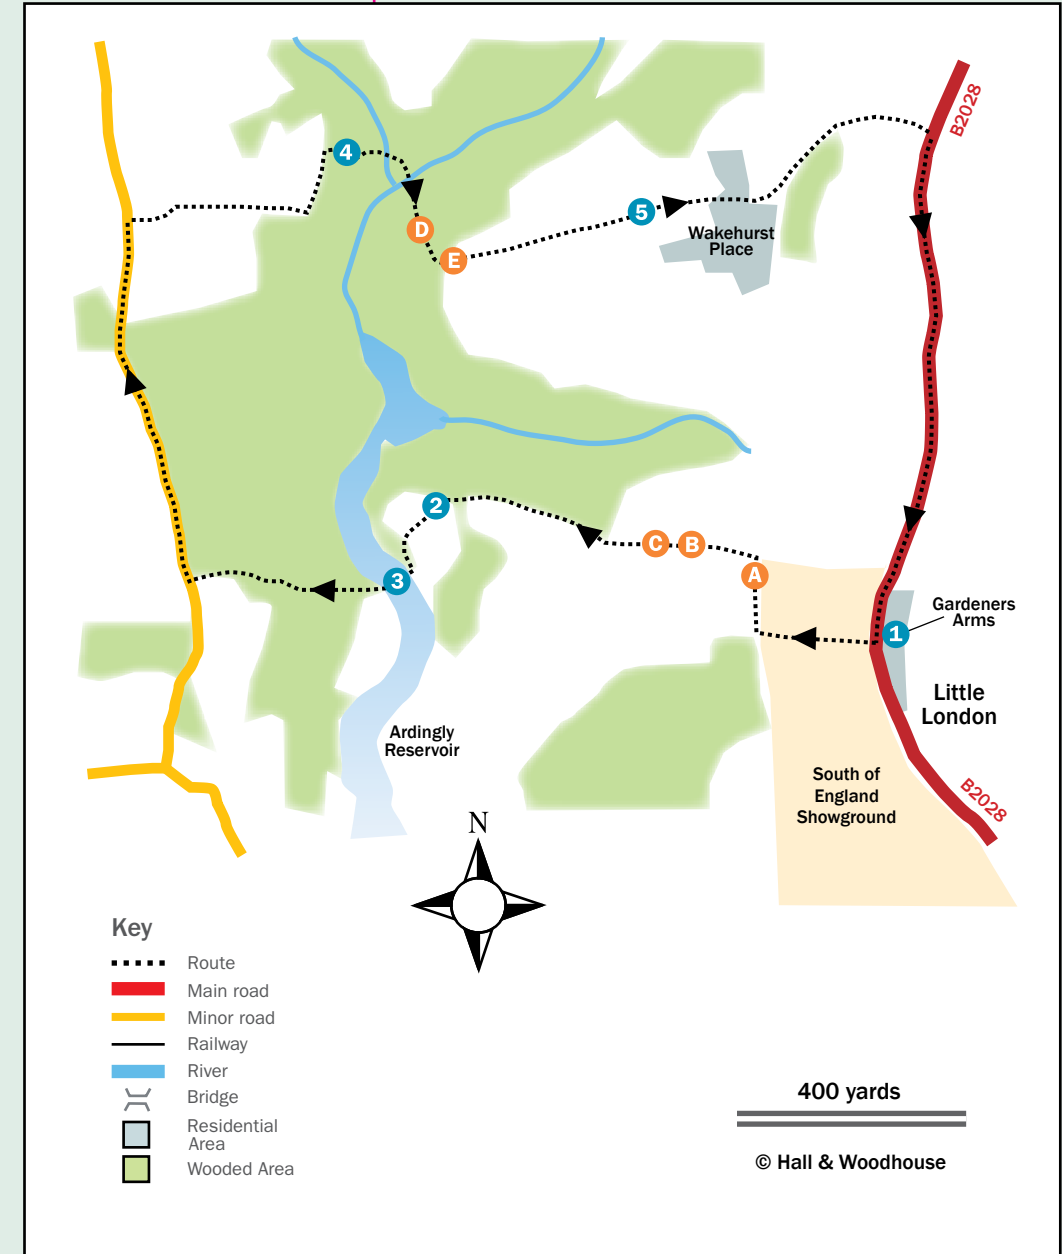 B2028
4
5
D
E
Wakehurst
Place
2
C
B
A
3
1
Gardeners
Arms
Little
London
Ardingly
Reservoir
South of
England
Showground
B2028
N
Key
Route
Main road
Minor road
Railway
River
Bridge
Residential
Area
Wooded Area
400 yards
© Hall & Woodhouse